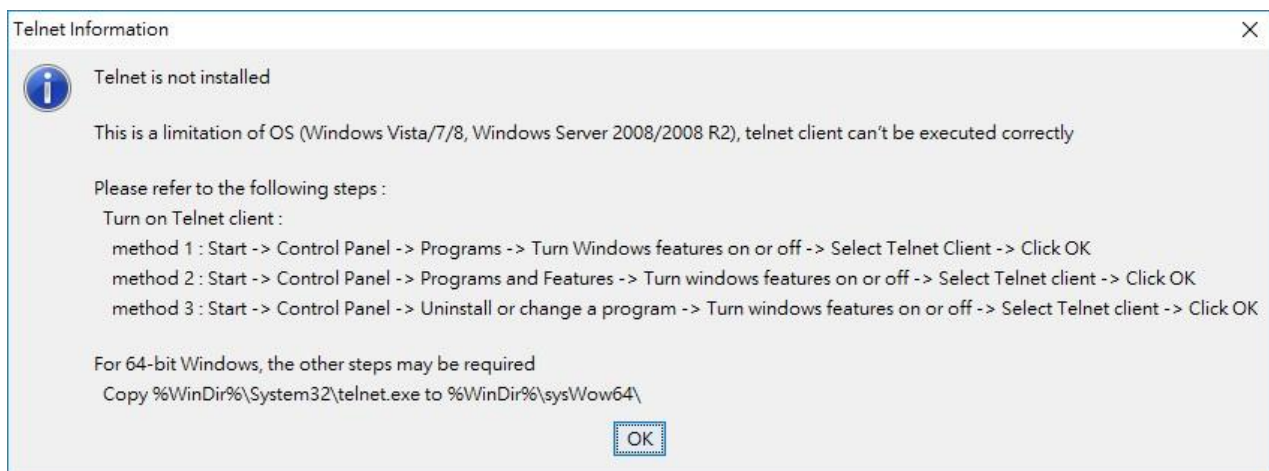 Telnet Information
Telnet is not installed
This is a limitation of OS (Windows Vista/7/8, Windows Server 2008/2008 R2), telnet client can't be executed correctly
Please refer to the following steps :
Turn on Telnet client :
method 1 : Start -> Control Panel -> Programs -> Turn Windows features on or off -> Select Telnet Client -> Click OK
method 2 : Start -> Control Panel -> Programs and Features -> Turn windows features on or off -> Select Telnet client -> Click OK
method 3 : Start -> Control Panel -> Uninstall or change a program -> Turn windows features on or off -> Select Telnet client -> Click OK
For 64-bit Windows, the other steps may be required
Copy %WinDir%\System32\telnet.exe to %WinDir%\sysWow64\
OK